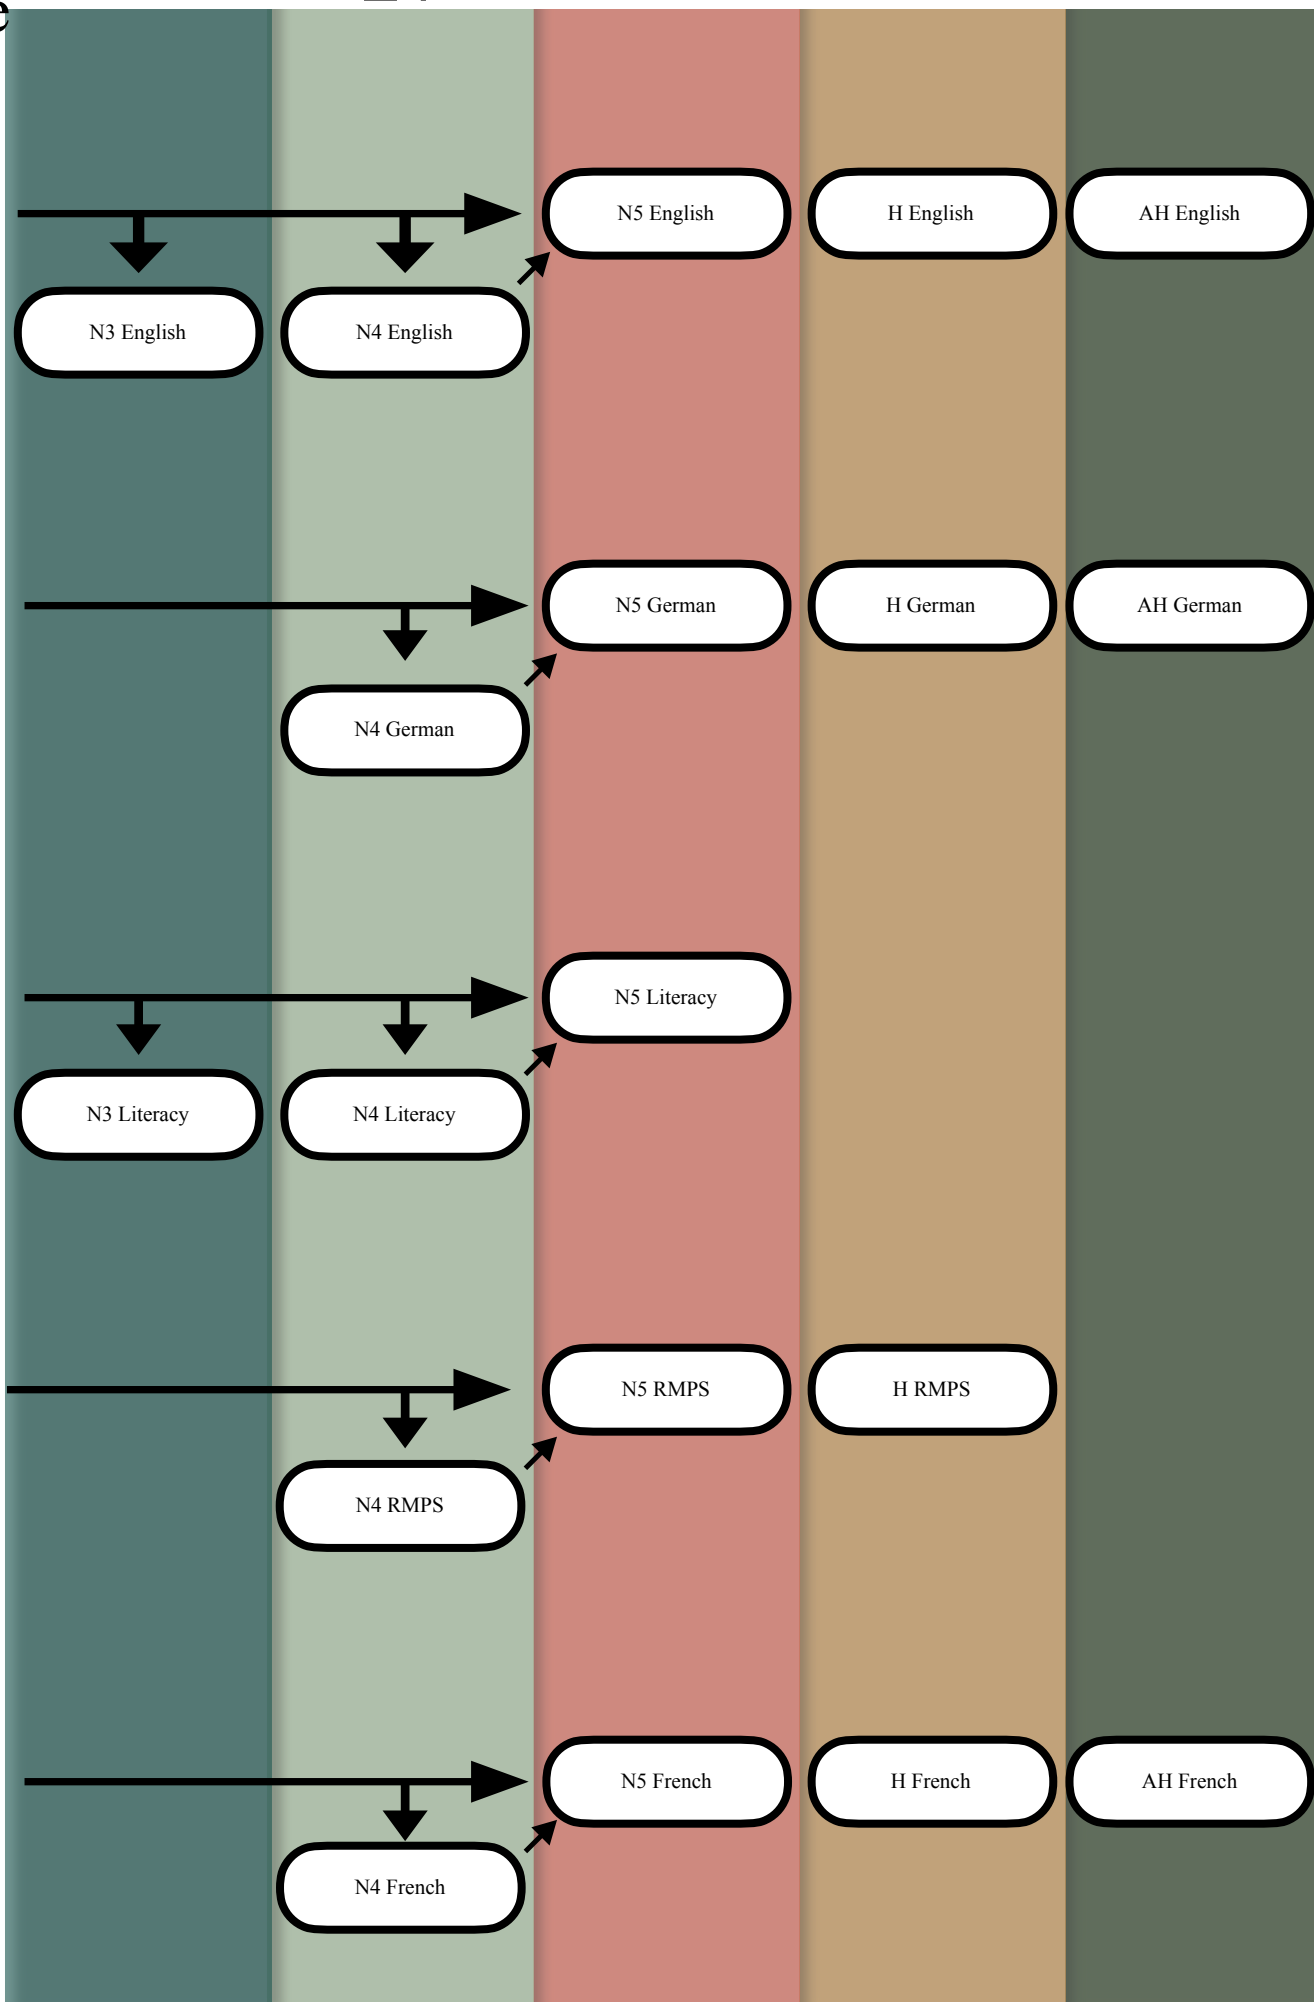 e
N5 English
H English
AH English
N3 English
N4 English
N5 German
H German
AH German
N4 German
N5 Literacy
N3 Literacy
N4 Literacy
N5 RMPS
H RMPS
N4 RMPS
N5 French
H French
AH French
N4 French